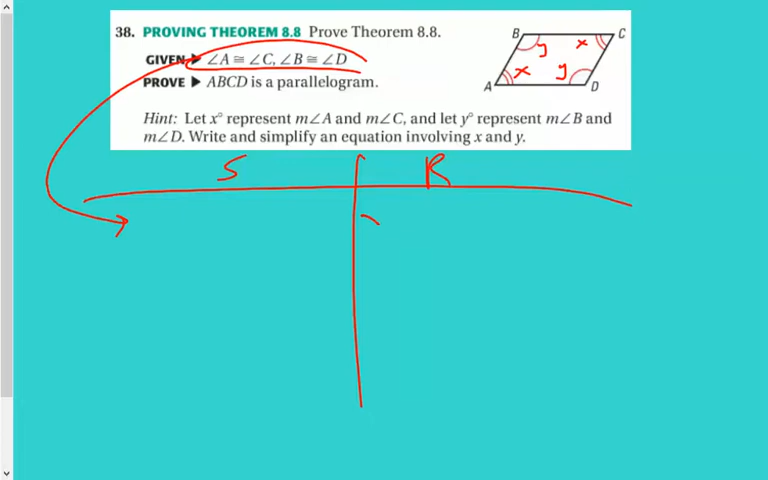 38. PROVING THEOREM 8.8 Prove Theorem 8.8.
GIVEN ▶ ∠A ≅ ∠C, ∠B ≅ ∠D
PROVE ▶ ABCD is a parallelogram.
Hint: Let x° represent m∠A and m∠C, and let y° represent m∠B and
m∠D. Write and simplify an equation involving x and y.
B C
y x
x y
A D
S R